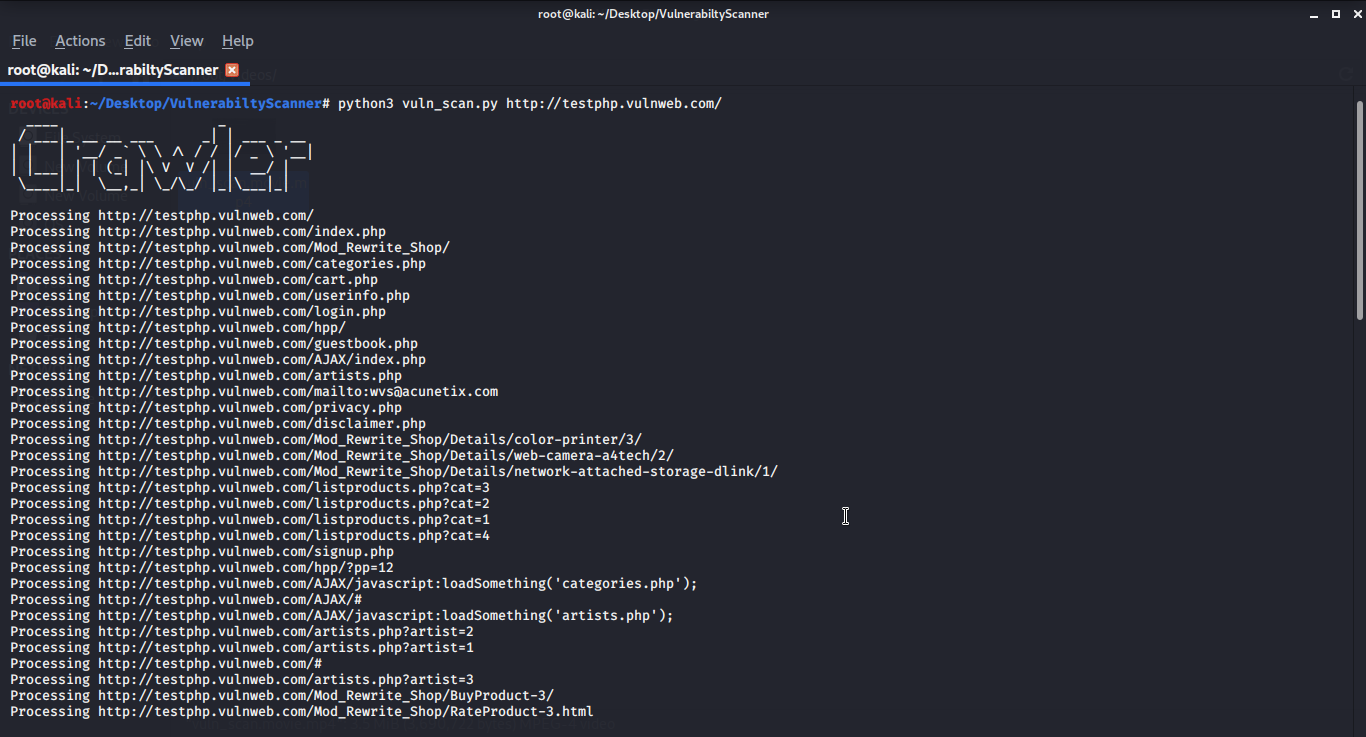 root@kali: ~/Desktop/VulnerabiltyScanner
File Actions Edit View Help
root@kali: ~/D...rabiltyScanner
root@kali:~/Desktop/VulnerabiltyScanner# python3 vuln_scan.py http://testphp.vulnweb.com/
Crawler
Processing http://testphp.vulnweb.com/
Processing http://testphp.vulnweb.com/index.php
Processing http://testphp.vulnweb.com/Mod_Rewrite_Shop/
Processing http://testphp.vulnweb.com/categories.php
Processing http://testphp.vulnweb.com/cart.php
Processing http://testphp.vulnweb.com/userinfo.php
Processing http://testphp.vulnweb.com/login.php
Processing http://testphp.vulnweb.com/hpp/
Processing http://testphp.vulnweb.com/guestbook.php
Processing http://testphp.vulnweb.com/AJAX/index.php
Processing http://testphp.vulnweb.com/artists.php
Processing http://testphp.vulnweb.com/mailto:wvs@acunetix.com
Processing http://testphp.vulnweb.com/privacy.php
Processing http://testphp.vulnweb.com/disclaimer.php
Processing http://testphp.vulnweb.com/Mod_Rewrite_Shop/Details/color-printer/3/
Processing http://testphp.vulnweb.com/Mod_Rewrite_Shop/Details/web-camera-a4tech/2/
Processing http://testphp.vulnweb.com/Mod_Rewrite_Shop/Details/network-attached-storage-dlink/1/
Processing http://testphp.vulnweb.com/listproducts.php?cat=3
Processing http://testphp.vulnweb.com/listproducts.php?cat=2
Processing http://testphp.vulnweb.com/listproducts.php?cat=1
Processing http://testphp.vulnweb.com/listproducts.php?cat=4
Processing http://testphp.vulnweb.com/signup.php
Processing http://testphp.vulnweb.com/hpp/?pp=12
Processing http://testphp.vulnweb.com/AJAX/javascript:loadSomething('categories.php');
Processing http://testphp.vulnweb.com/AJAX/#
Processing http://testphp.vulnweb.com/AJAX/javascript:loadSomething('artists.php');
Processing http://testphp.vulnweb.com/artists.php?artist=2
Processing http://testphp.vulnweb.com/artists.php?artist=1
Processing http://testphp.vulnweb.com/#
Processing http://testphp.vulnweb.com/artists.php?artist=3
Processing http://testphp.vulnweb.com/Mod_Rewrite_Shop/BuyProduct-3/
Processing http://testphp.vulnweb.com/Mod_Rewrite_Shop/RateProduct-3.html